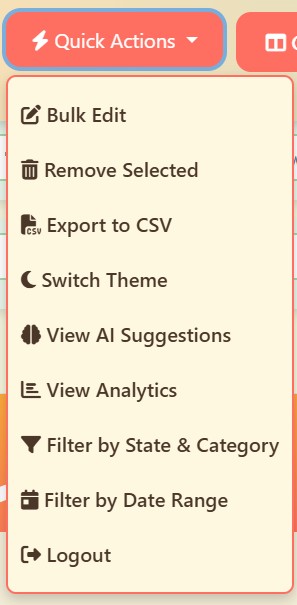 Quick Actions
Bulk Edit
Remove Selected
CSV
Export to CSV
Switch Theme
View AI Suggestions
View Analytics
Filter by State & Category
Filter by Date Range
Logout